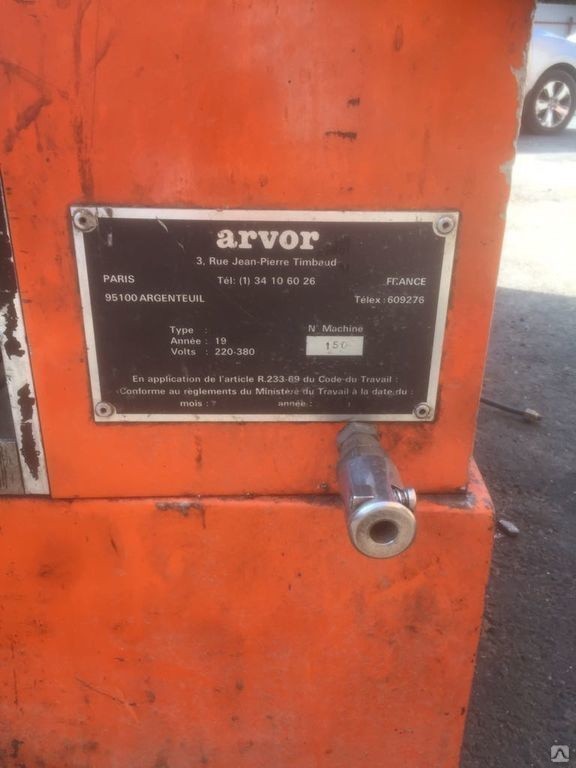 arvor
3, Rue Jean-Pierre Timbaud
PARIS Tél: (1) 34 10 60 26 FRANCE
95100 ARGENTEUIL Télex : 609276
Type : N° Machine
Année : 19 150
Volts : 220-380
En application de l'article R.233-69 du Code du Travail :
Conforme au règlements du Ministère du Travail à la date du :
mois : 7 année :